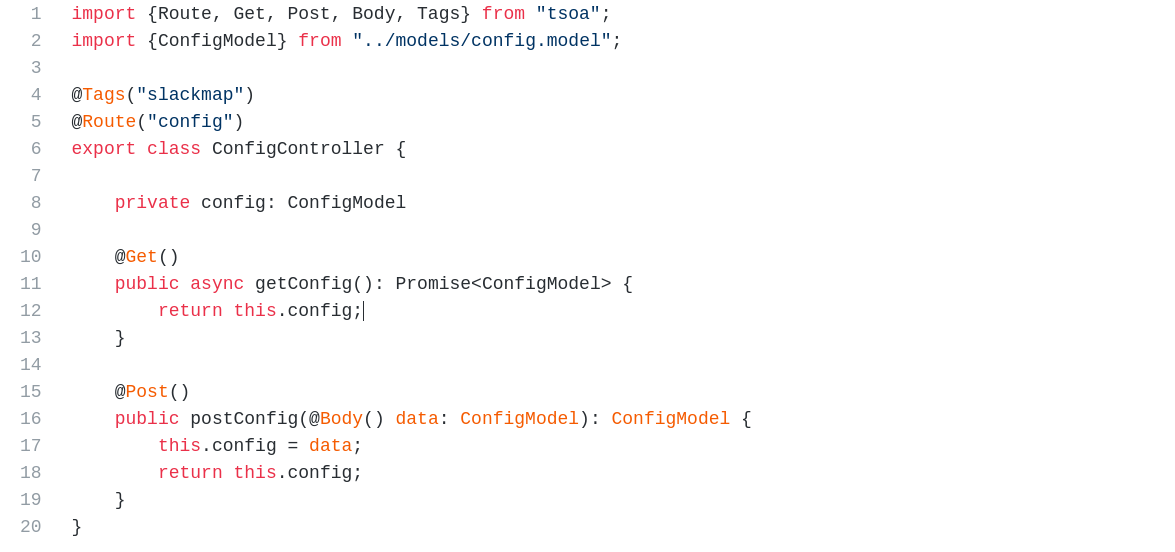 1 import {Route, Get, Post, Body, Tags} from "tsoa";
2 import {ConfigModel} from "../models/config.model";
3
4 @Tags("slackmap")
5 @Route("config")
6 export class ConfigController {
7
8     private config: ConfigModel
9
10     @Get()
11     public async getConfig(): Promise<ConfigModel> {
12         return this.config;
13     }
14
15     @Post()
16     public postConfig(@Body() data: ConfigModel): ConfigModel {
17         this.config = data;
18         return this.config;
19     }
20 }